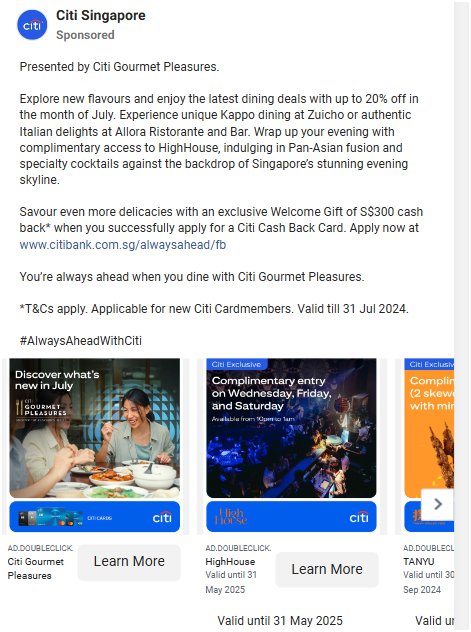 Citi Singapore
Sponsored
Presented by Citi Gourmet Pleasures.
Explore new flavours and enjoy the latest dining deals with up to 20% off in
the month of July. Experience unique Kappo dining at Zuicho or authentic
Italian delights at Allora Ristorante and Bar. Wrap up your evening with
complimentary access to HighHouse, indulging in Pan-Asian fusion and
specialty cocktails against the backdrop of Singapore's stunning evening
skyline.
Savour even more delicacies with an exclusive Welcome Gift of S$300 cash
back* when you successfully apply for a Citi Cash Back Card. Apply now at
www.citibank.com.sg/alwaysahead/fb
You're always ahead when you dine with Citi Gourmet Pleasures.
*T&Cs apply. Applicable for new Citi Cardmembers. Valid till 31 Jul 2024.
#AlwaysAheadWithCiti
Discover what's
new in July
citi
GOURMET
PLEASURES
CITI CARDS
citi
AD.DOUBLECLICK.
Citi Gourmet
Pleasures
Learn More
Citi Exclusive
Complimentary entry
on Wednesday, Friday,
and Saturday
Available from 10pm to 1am
High
House
citi
AD.DOUBLECLICK.
HighHouse
Valid until 31
May 2025
Learn More
Valid until 31 May 2025
Citi Exclusiv
Complin
(2 skewe
with min
AD.DOUBLECL
TANYU
Valid until 30
Sep 2024
Valid ur